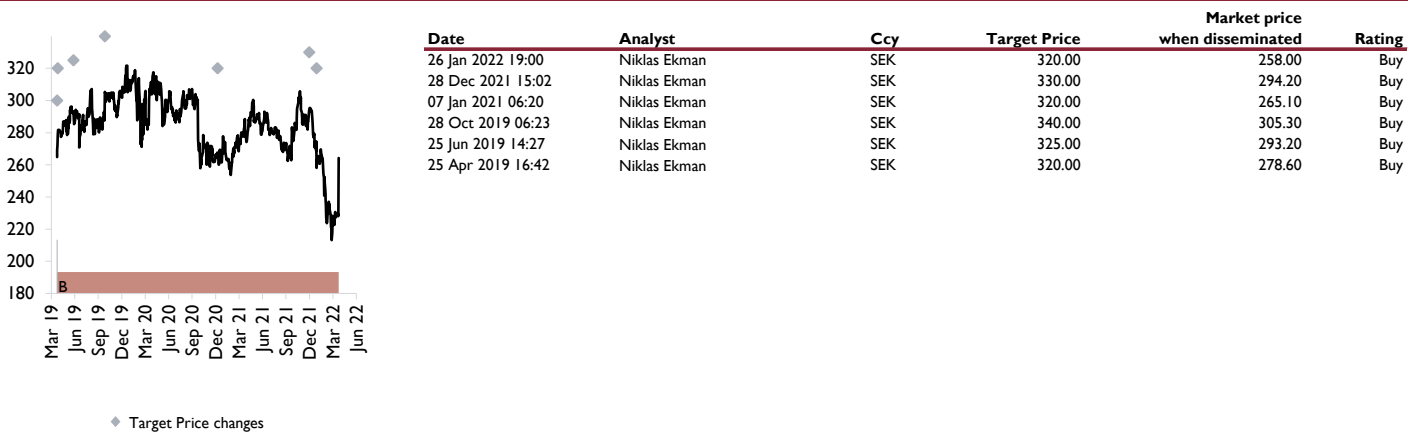 320
300
280
260
240
220
200
180
B
Mar 19
Jun 19
Sep 19
Dec 19
Mar 20
Jun 20
Sep 20
Dec 20
Mar 21
Jun 21
Sep 21
Dec 21
Mar 22
Jun 22
Target Price changes
Market price
Date Analyst Ccy Target Price when disseminated Rating
26 Jan 2022 19:00 Niklas Ekman SEK 320.00 258.00 Buy
28 Dec 2021 15:02 Niklas Ekman SEK 330.00 294.20 Buy
07 Jan 2021 06:20 Niklas Ekman SEK 320.00 265.10 Buy
28 Oct 2019 06:23 Niklas Ekman SEK 340.00 305.30 Buy
25 Jun 2019 14:27 Niklas Ekman SEK 325.00 293.20 Buy
25 Apr 2019 16:42 Niklas Ekman SEK 320.00 278.60 Buy